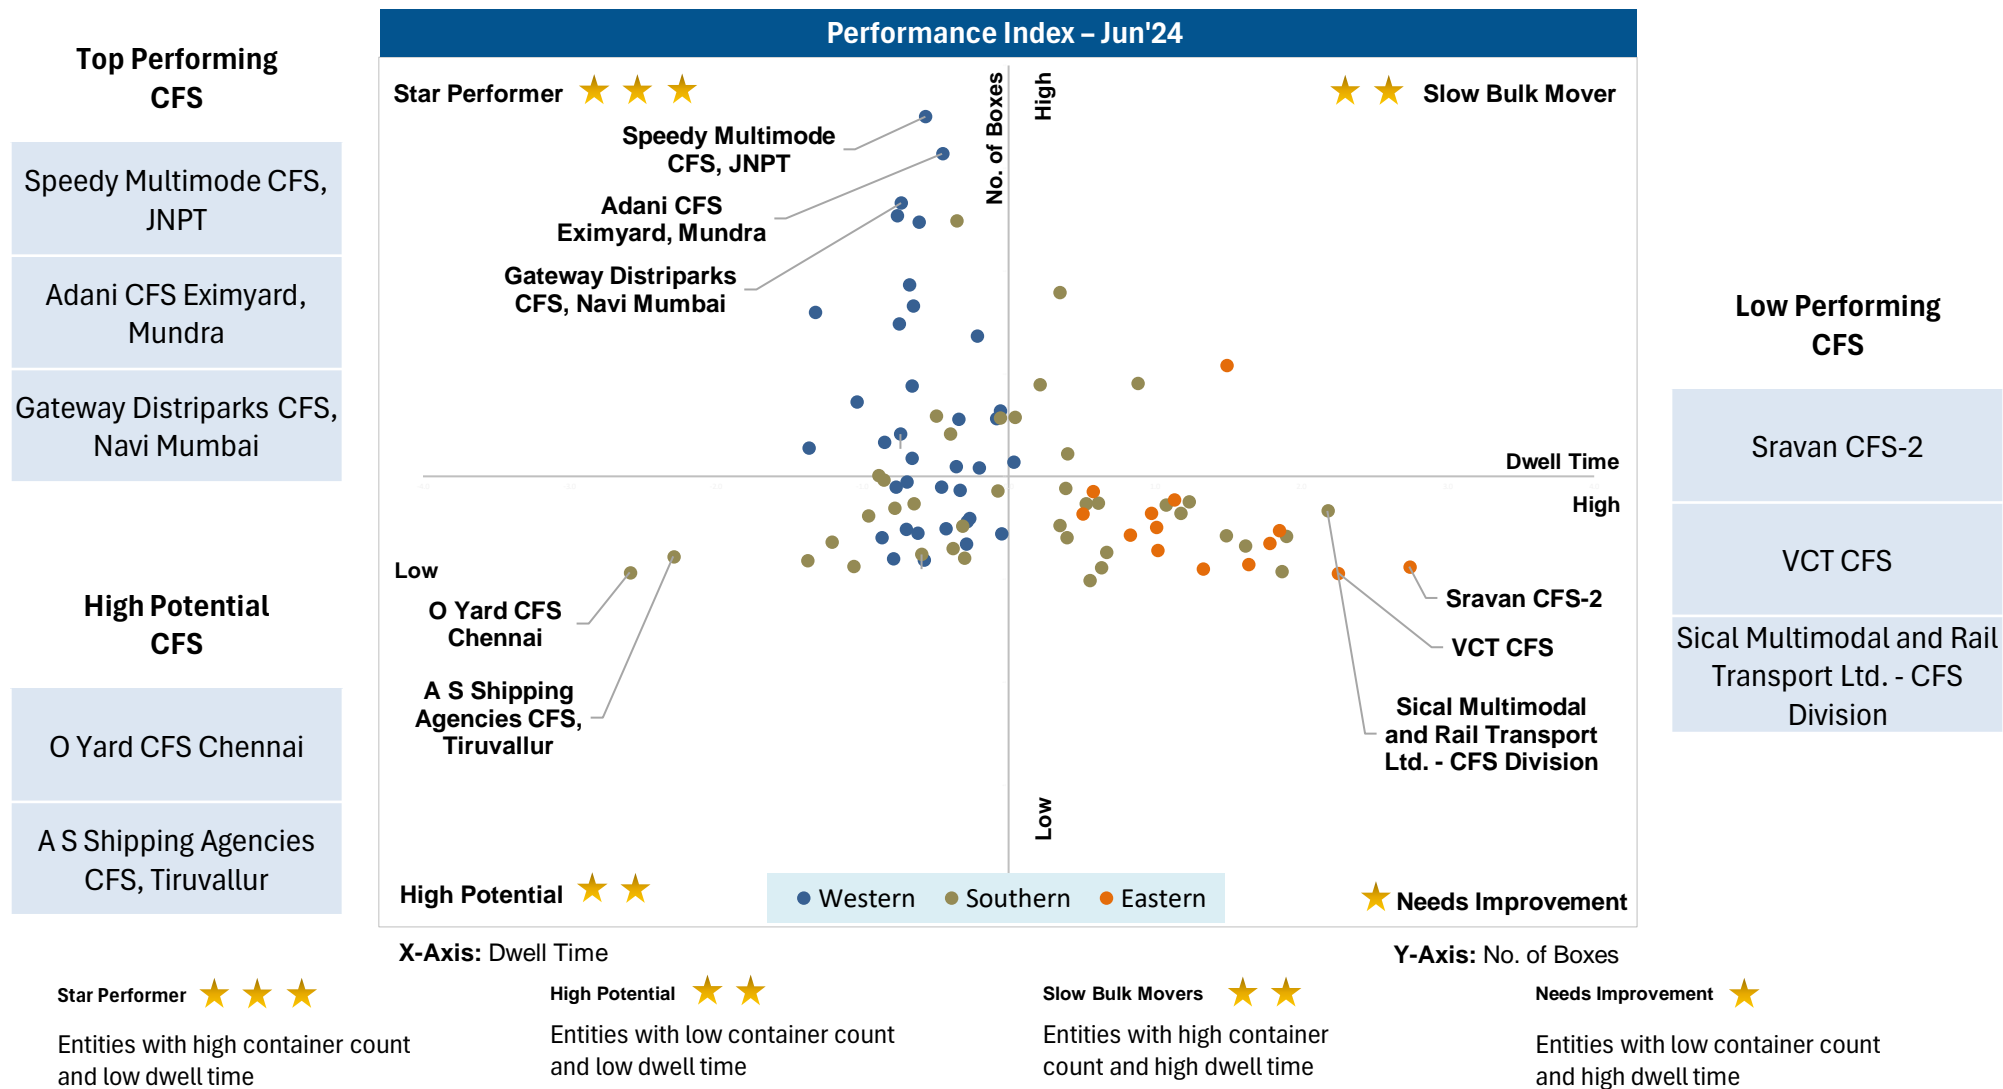 Performance Index – Jun'24
Top Performing
CFS
Speedy Multimode CFS,
JNPT
Adani CFS Eximyard,
Mundra
Gateway Distriparks CFS,
Navi Mumbai
High Potential
CFS
O Yard CFS Chennai
A S Shipping Agencies
CFS, Tiruvallur
Star Performer
Slow Bulk Mover
No. of Boxes
High
Speedy Multimode
CFS, JNPT
Adani CFS
Eximyard, Mundra
Gateway Distriparks
CFS, Navi Mumbai
Dwell Time
High
Low
O Yard CFS
Chennai
A S Shipping
Agencies CFS,
Tiruvallur
Sravan CFS-2
VCT CFS
Sical Multimodal
and Rail Transport
Ltd. - CFS Division
Low
High Potential
Western
Southern
Eastern
Needs Improvement
Low Performing
CFS
Sravan CFS-2
VCT CFS
Sical Multimodal and Rail
Transport Ltd. - CFS
Division
X-Axis: Dwell Time
Y-Axis: No. of Boxes
Star Performer
Entities with high container count
and low dwell time
High Potential
Entities with low container count
and low dwell time
Slow Bulk Movers
Entities with high container
count and high dwell time
Needs Improvement
Entities with low container count
and high dwell time